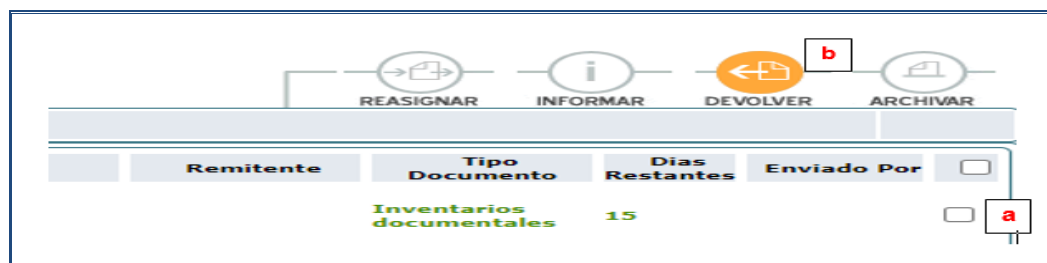 b
REASIGNAR INFORMAR DEVOLVER ARCHIVAR
Remitente Tipo Documento Dias Restantes Enviado Por
Inventarios documentales 15 a